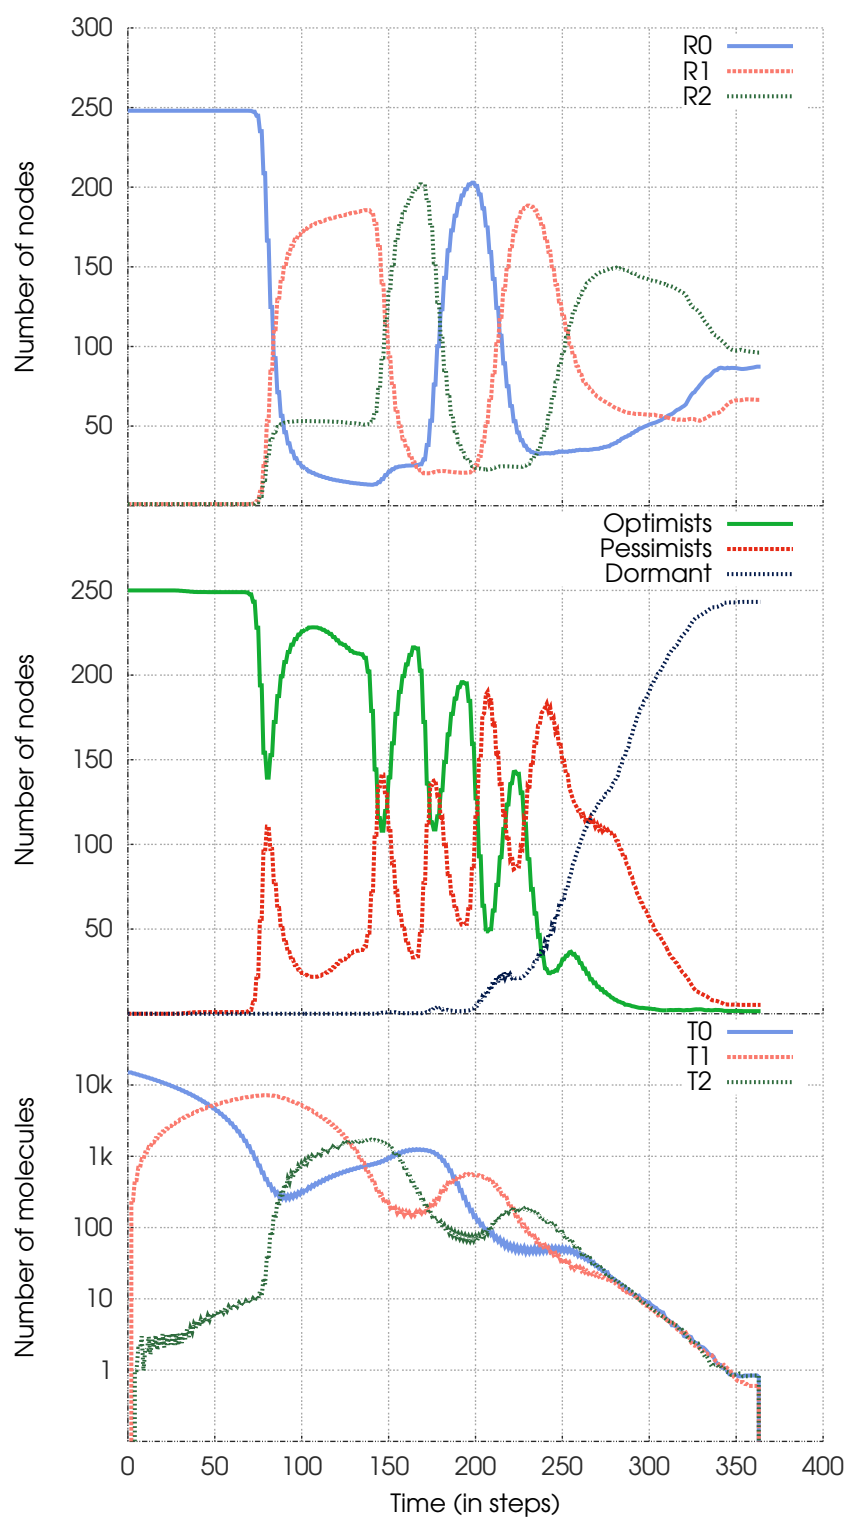 300
250
200
150
100
50
Number of nodes
R0
R1
R2
250
200
150
100
50
Number of nodes
Optimists
Pessimists
Dormant
10k
1k
100
10
1
Number of molecules
T0
T1
T2
0 50 100 150 200 250 300 350 400
Time (in steps)